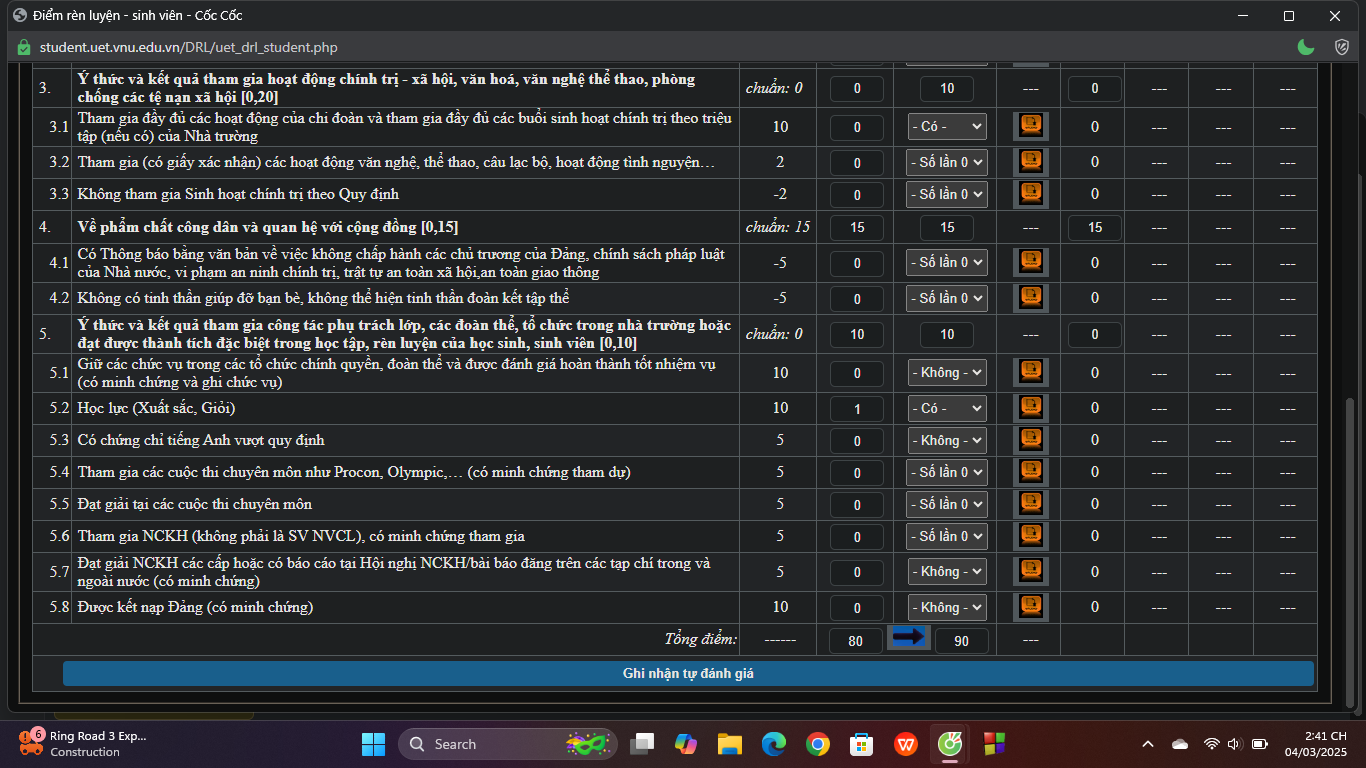 Điểm rèn luyện - sinh viên - Cốc Cốc
student.uet.vnu.edu.vn/DRL/uet_drl_student.php
3. Ý thức và kết quả tham gia hoạt động chính trị - xã hội, văn hoá, văn nghệ thể thao, phòng chuẩn: 0 0 10 --- 0 --- --- ---
chống các tệ nạn xã hội [0,20]
3.1 Tham gia đầy đủ các hoạt động của chi đoàn và tham gia đầy đủ các buổi sinh hoạt chính trị theo triệu 10 0 - Có - 0 --- --- ---
tập (nếu có) của Nhà trường
3.2 Tham gia (có giấy xác nhận) các hoạt động văn nghệ, thể thao, câu lạc bộ, hoạt động tình nguyện… 2 0 - Số lần 0 0 --- --- ---
3.3 Không tham gia Sinh hoạt chính trị theo Quy định -2 0 - Số lần 0 0 --- --- ---
4. Về phẩm chất công dân và quan hệ với cộng đồng [0,15] chuẩn: 15 15 15 --- 15 --- --- ---
4.1 Có Thông báo bằng văn bản về việc không chấp hành các chủ trương của Đảng, chính sách pháp luật -5 0 - Số lần 0 0 --- --- ---
của Nhà nước, vi phạm an ninh chính trị, trật tự an toàn xã hội,an toàn giao thông
4.2 Không có tinh thần giúp đỡ bạn bè, không thể hiện tinh thần đoàn kết tập thể -5 0 - Số lần 0 0 --- --- ---
5. Ý thức và kết quả tham gia công tác phụ trách lớp, các đoàn thể, tổ chức trong nhà trường hoặc chuẩn: 0 10 10 --- 0 --- --- ---
đạt được thành tích đặc biệt trong học tập, rèn luyện của học sinh, sinh viên [0,10]
5.1 Giữ các chức vụ trong các tổ chức chính quyền, đoàn thể và được đánh giá hoàn thành tốt nhiệm vụ 10 0 - Không - 0 --- --- ---
(có minh chứng và ghi chức vụ)
5.2 Học lực (Xuất sắc, Giỏi) 10 1 - Có - 0 --- --- ---
5.3 Có chứng chỉ tiếng Anh vượt quy định 5 0 - Không - 0 --- --- ---
5.4 Tham gia các cuộc thi chuyên môn như Procon, Olympic,… (có minh chứng tham dự) 5 0 - Số lần 0 0 --- --- ---
5.5 Đạt giải tại các cuộc thi chuyên môn 5 0 - Số lần 0 0 --- --- ---
5.6 Tham gia NCKH (không phải là SV NVCL), có minh chứng tham gia 5 0 - Số lần 0 0 --- --- ---
5.7 Đạt giải NCKH các cấp hoặc có báo cáo tại Hội nghị NCKH/bài báo đăng trên các tạp chí trong và 5 0 - Không - 0 --- --- ---
ngoài nước (có minh chứng)
5.8 Được kết nạp Đảng (có minh chứng) 10 0 - Không - 0 --- --- ---
Tổng điểm: ------ 80 90 ---
Ghi nhận tự đánh giá
6 Ring Road 3 Exp...
Construction
Search
2:41 CH
04/03/2025